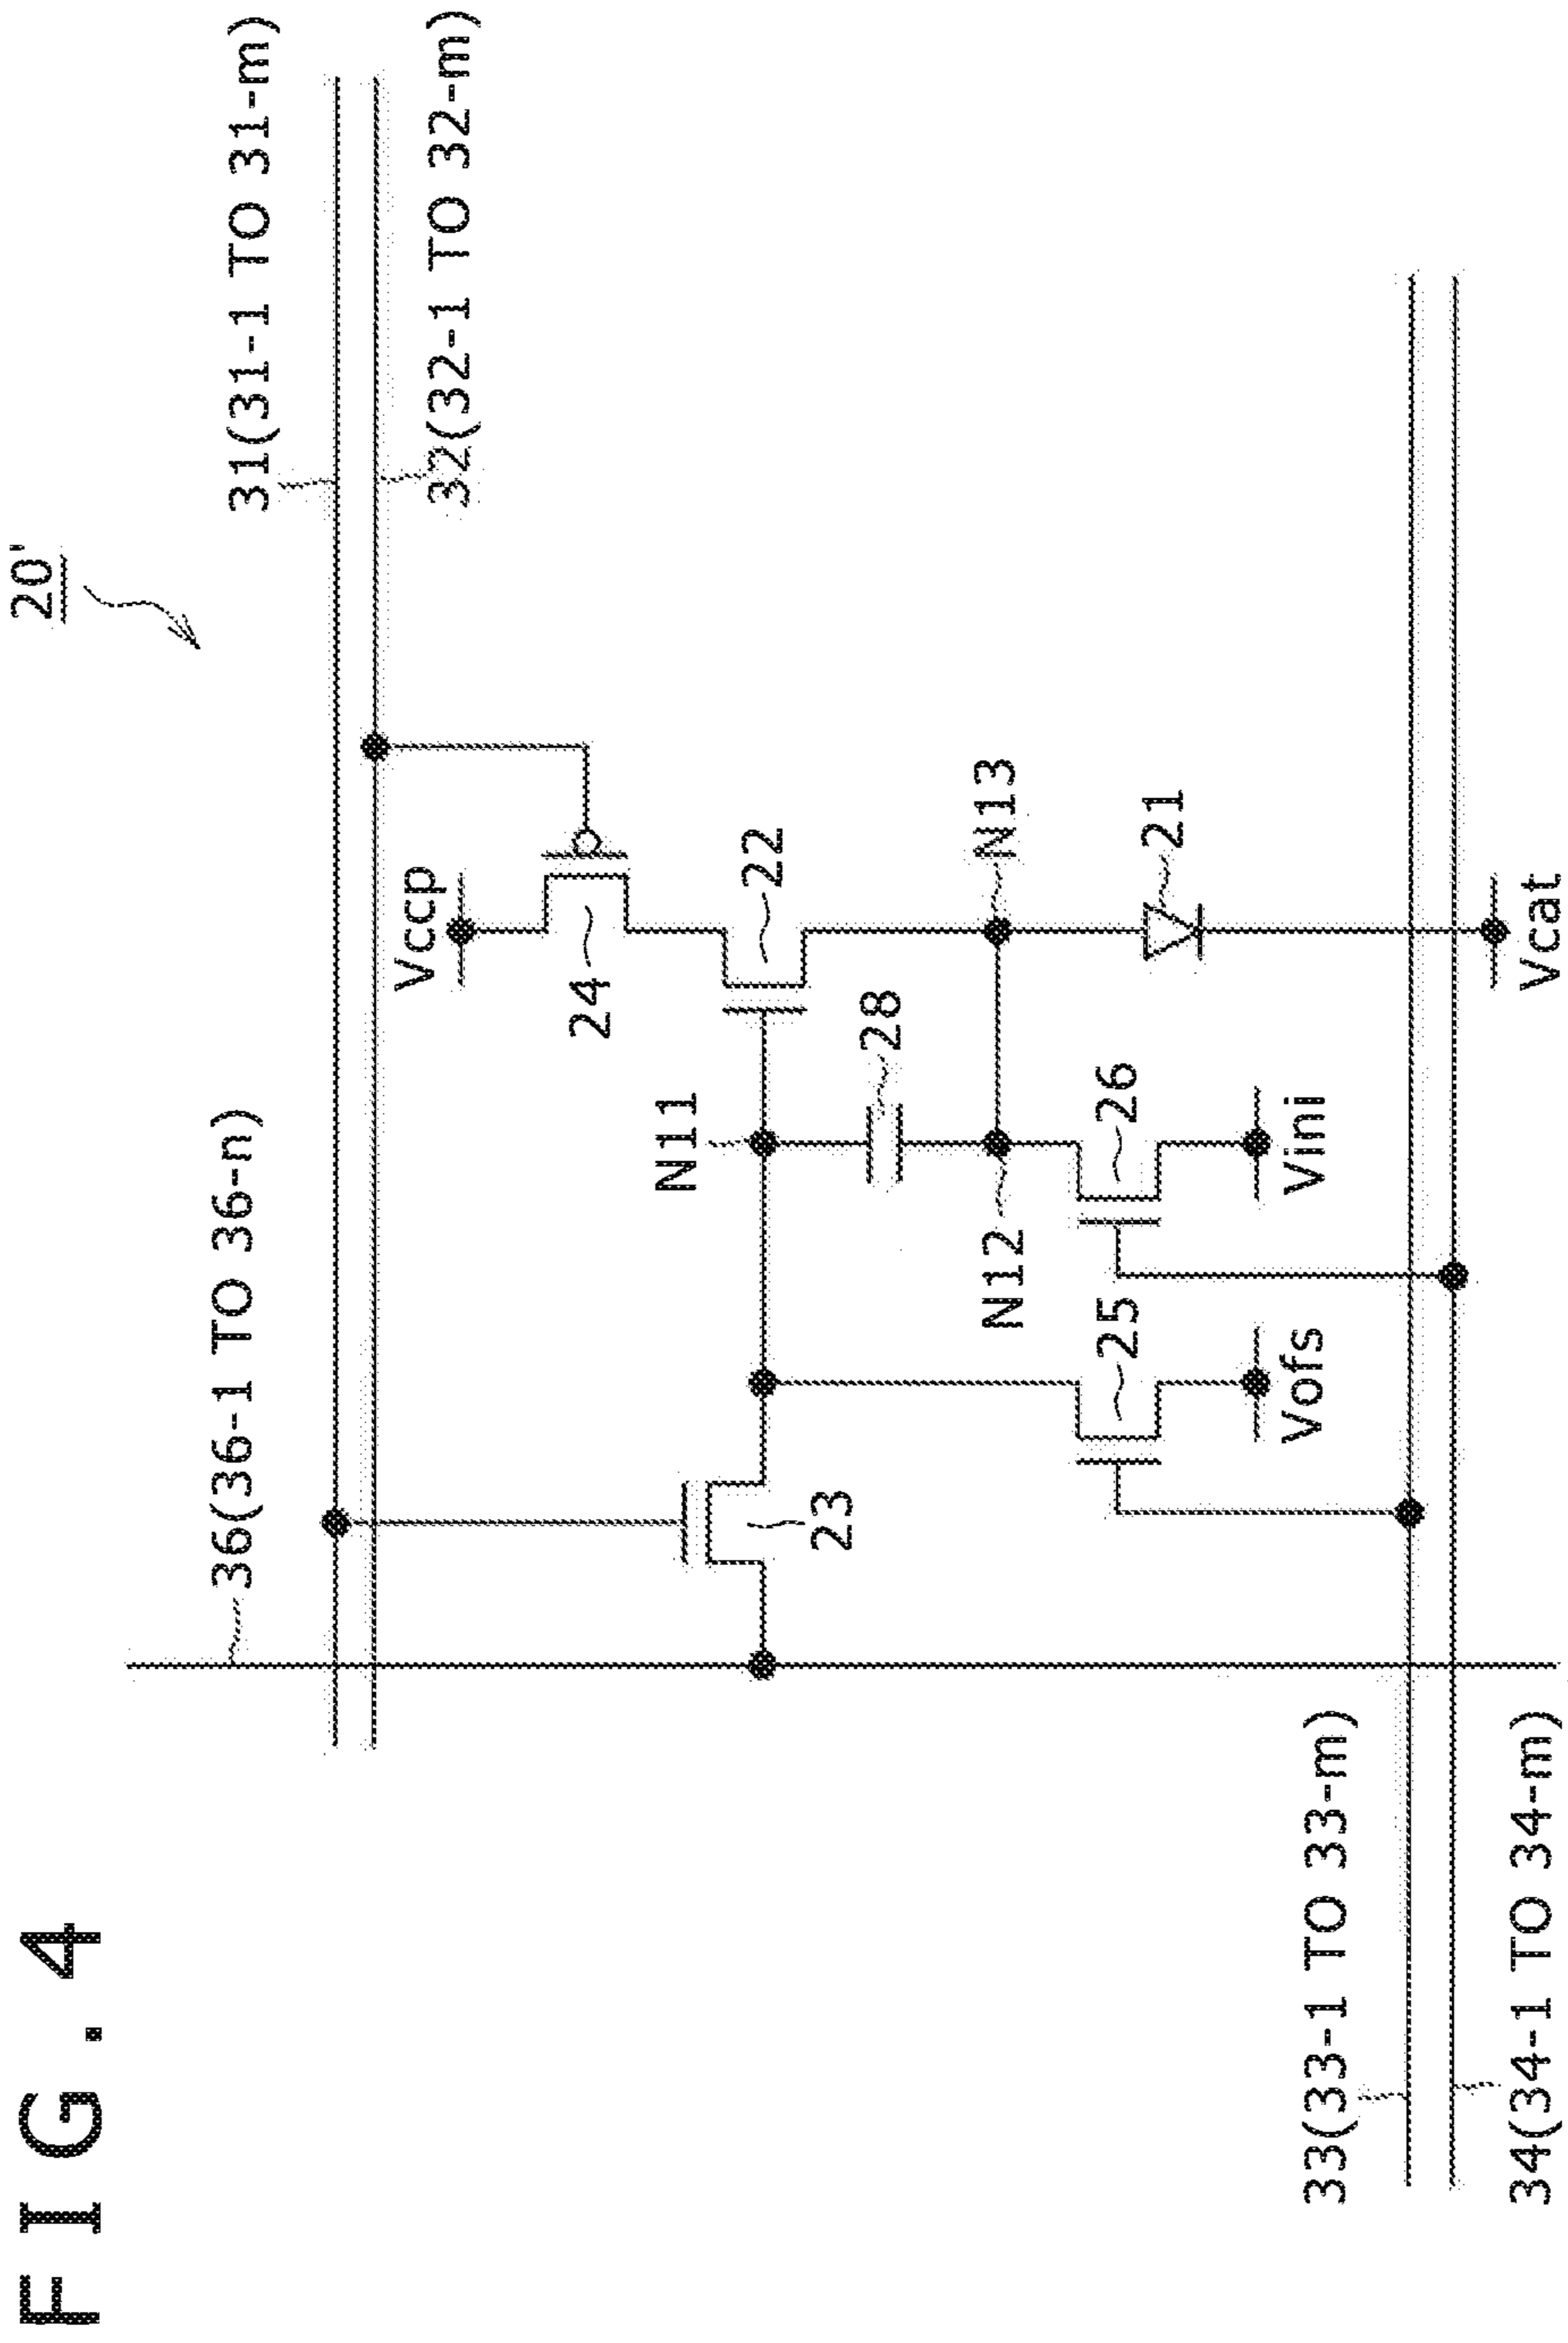 FIG.4
20'
36(36-1 TO 36-n)
31(31-1 TO 31-m)
32(32-1 TO 32-m)
Vccp
24
22
N11
23
28
N12
N13
25
26
21
Vofs
Vini
33(33-1 TO 33-m)
34(34-1 TO 34-m)
Vcat